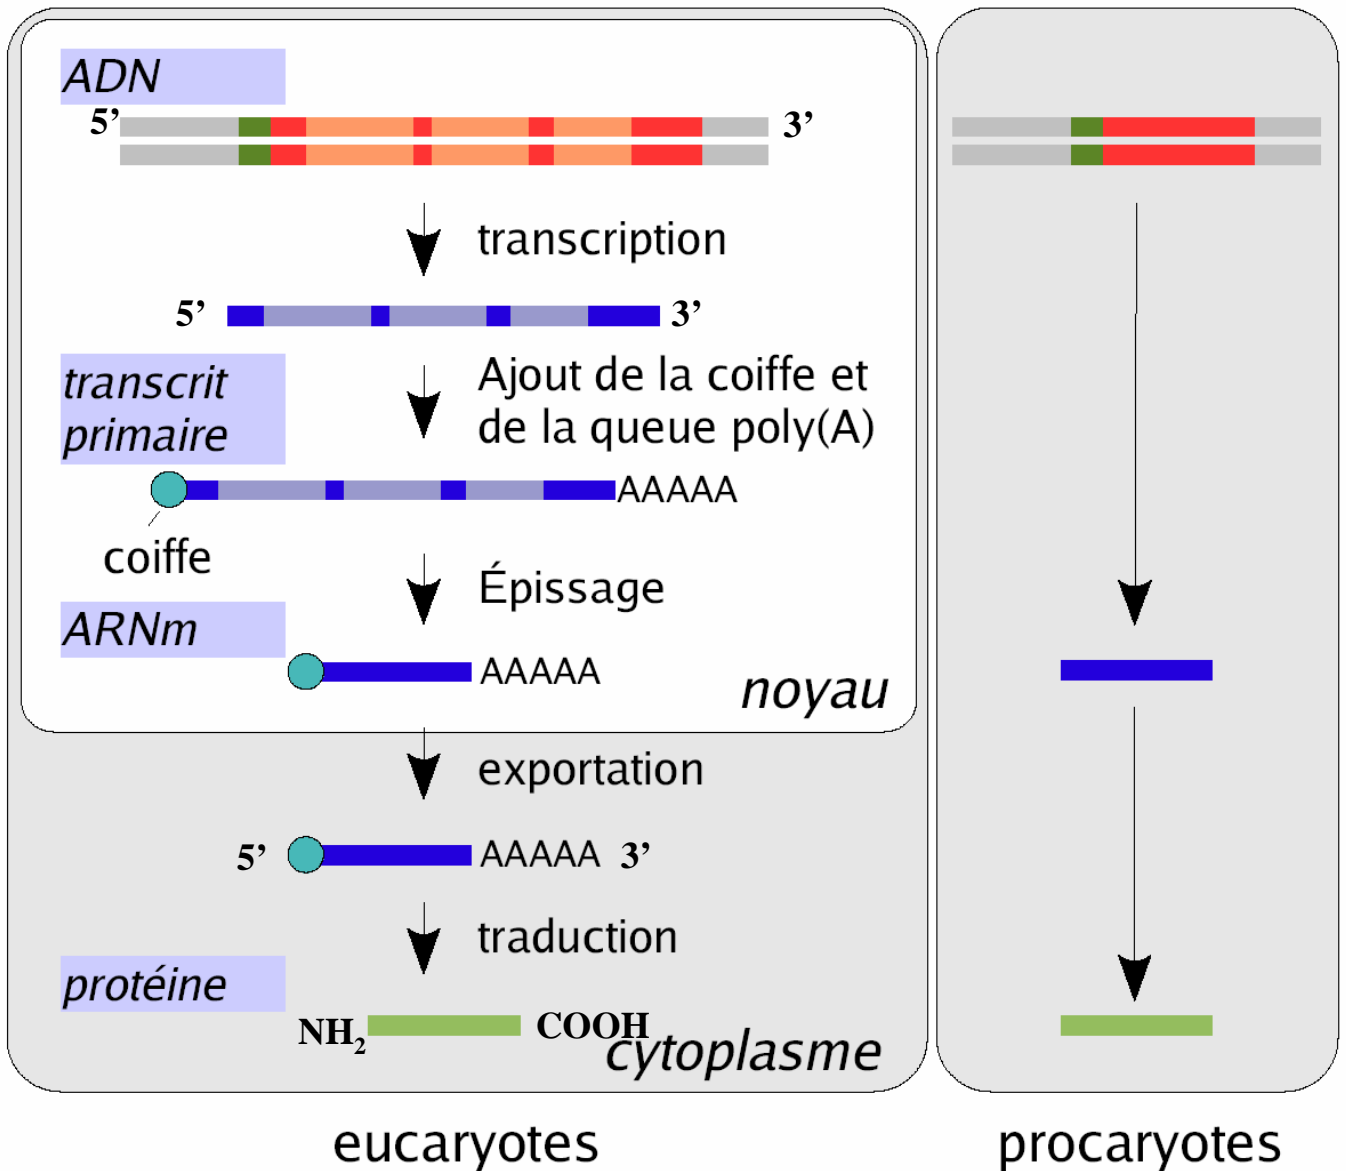 ADN
5’
3’
transcription
5’
3’
transcrit
primaire
Ajout de la coiffe et
de la queue poly(A)
AAAAA
coiffe
Épissage
ARNm
AAAAA
noyau
exportation
5’
AAAAA
3’
traduction
protéine
NH2
COOH
cytoplasme
eucaryotes
procaryotes